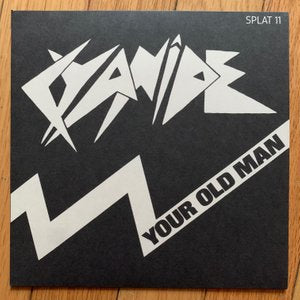 SPLAT 11
CYANIDE
YOUR OLD MAN